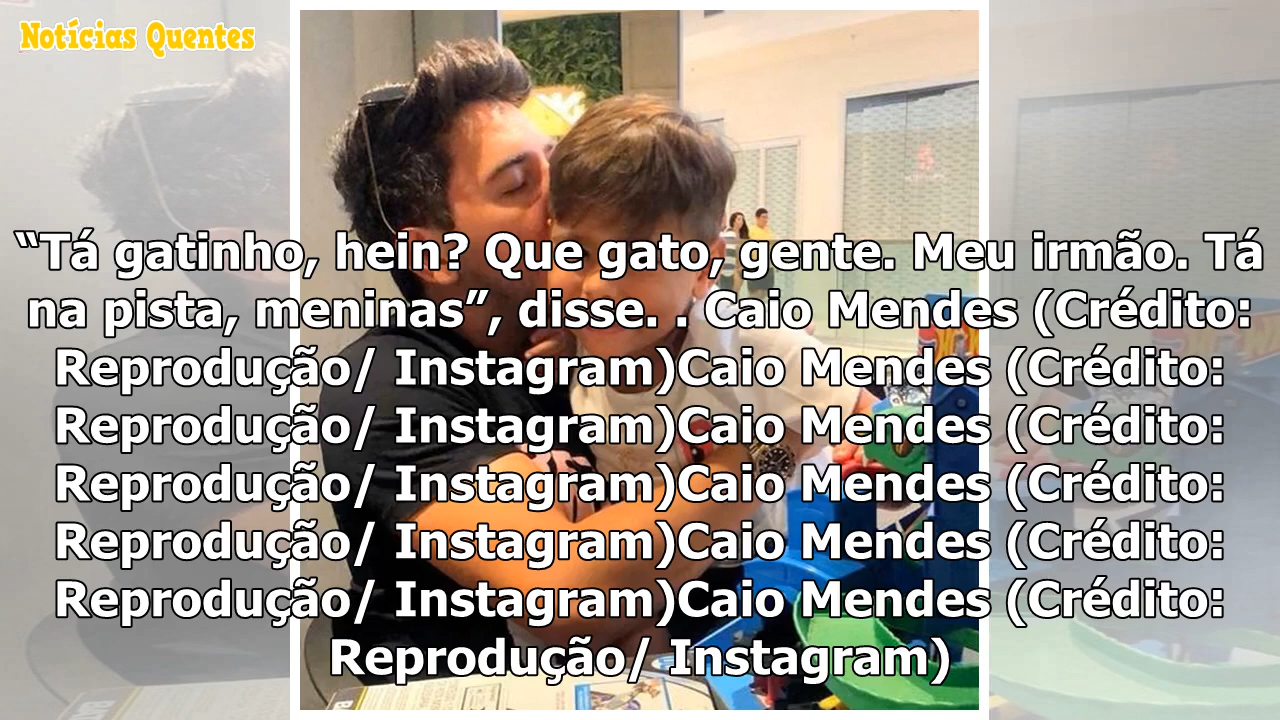 Notícias Quentes
“Tá gatinho, hein? Que gato, gente. Meu irmão. Tá
na pista, meninas”, disse. . Caio Mendes (Crédito:
Reprodução/ Instagram)Caio Mendes (Crédito:
Reprodução/ Instagram)Caio Mendes (Crédito:
Reprodução/ Instagram)Caio Mendes (Crédito:
Reprodução/ Instagram)Caio Mendes (Crédito:
Reprodução/ Instagram)Caio Mendes (Crédito:
Reprodução/ Instagram)